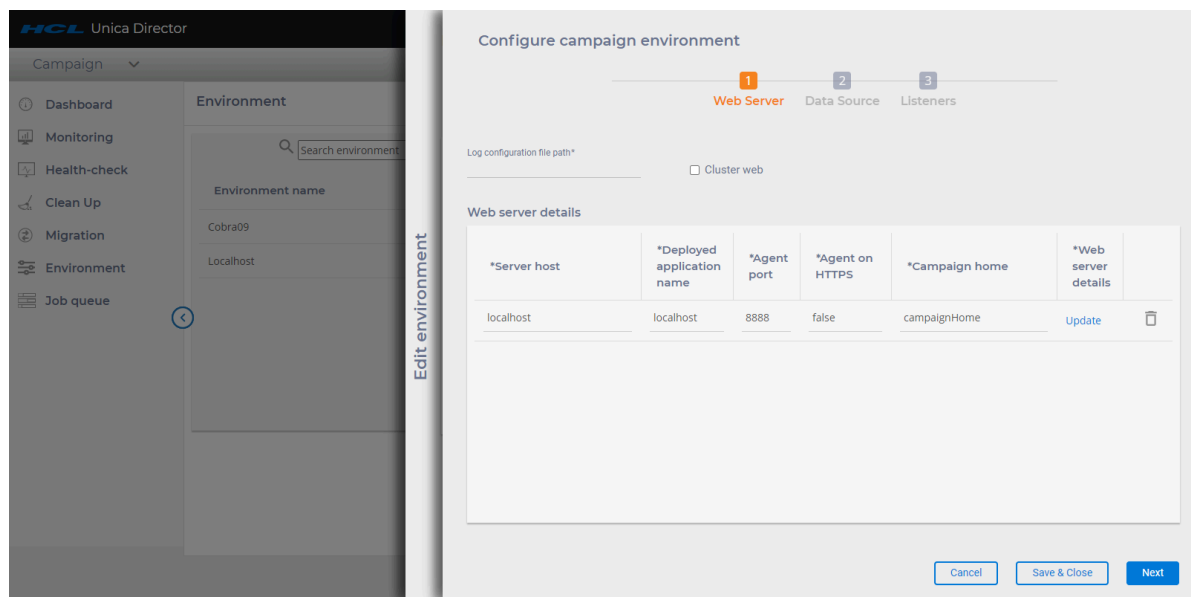 HCL Unica Director
Campaign
Dashboard
Monitoring
Health-check
Clean Up
Migration
Environment
Job queue
Environment
Search environment
Environment name
Cobra09
Localhost
Edit environment
Configure campaign environment
1 2 3
Web Server Data Source Listeners
Log configuration file path*
Cluster web
Web server details
*Server host
*Deployed application name
*Agent port
*Agent on HTTPS
*Campaign home
*Web server details
localhost localhost 8888 false campaignHome Update
Cancel Save & Close Next